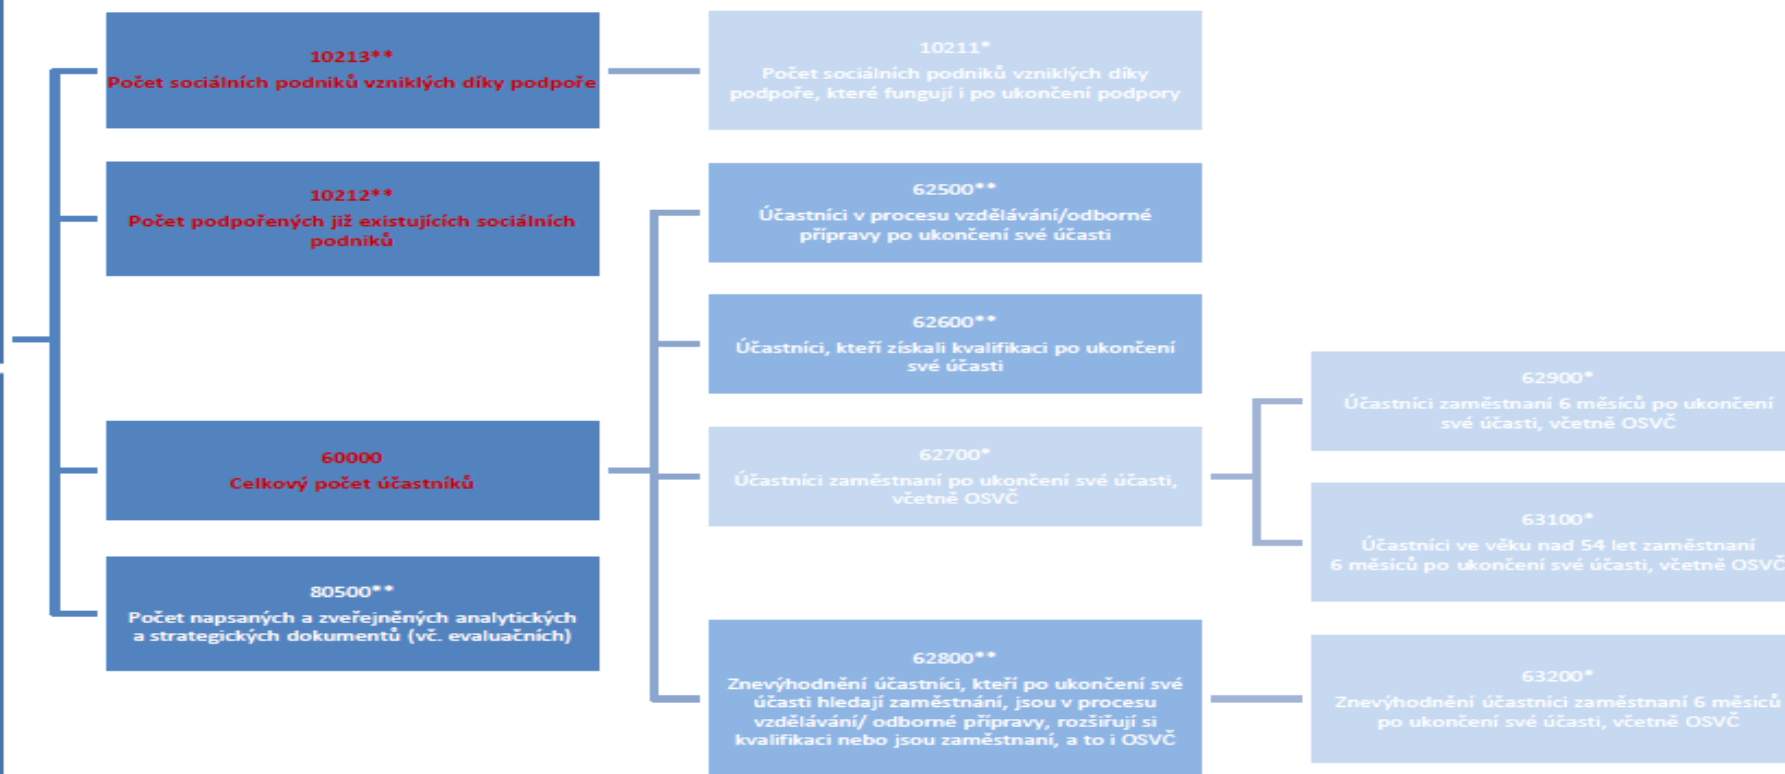 10213**
Počet sociálních podniků vzniklých díky podpoře
10211*
Počet sociálních podniků vzniklých díky
podpoře, které fungují i po ukončení podpory
10212**
Počet podpořených již existujících sociálních
podniků
62500**
Účastníci v procesu vzdělávání/odborné
přípravy po ukončení své účasti
62600**
Účastníci, kteří získali kvalifikaci po ukončení
své účasti
60000
Celkový počet účastníků
62700*
Účastníci zaměstnaní po ukončení své účasti,
včetně OSVČ
62900*
Účastníci zaměstnaní 6 měsíců po ukončení
své účasti, včetně OSVČ
63100*
Účastníci ve věku nad 54 let zaměstnaní
6 měsíců po ukončení své účasti, včetně OSVČ
80500**
Počet napsaných a zveřejněných analytických
a strategických dokumentů (vč. evaluačních)
62800**
Znevýhodnění účastníci, kteří po ukončení své
účasti hledají zaměstnání, jsou v procesu
vzdělávání/ odborné přípravy, rozšiřují si
kvalifikaci nebo jsou zaměstnaní, a to i OSVČ
63200*
Znevýhodnění účastníci zaměstnaní 6 měsíců
po ukončení své účasti, včetně OSVČ